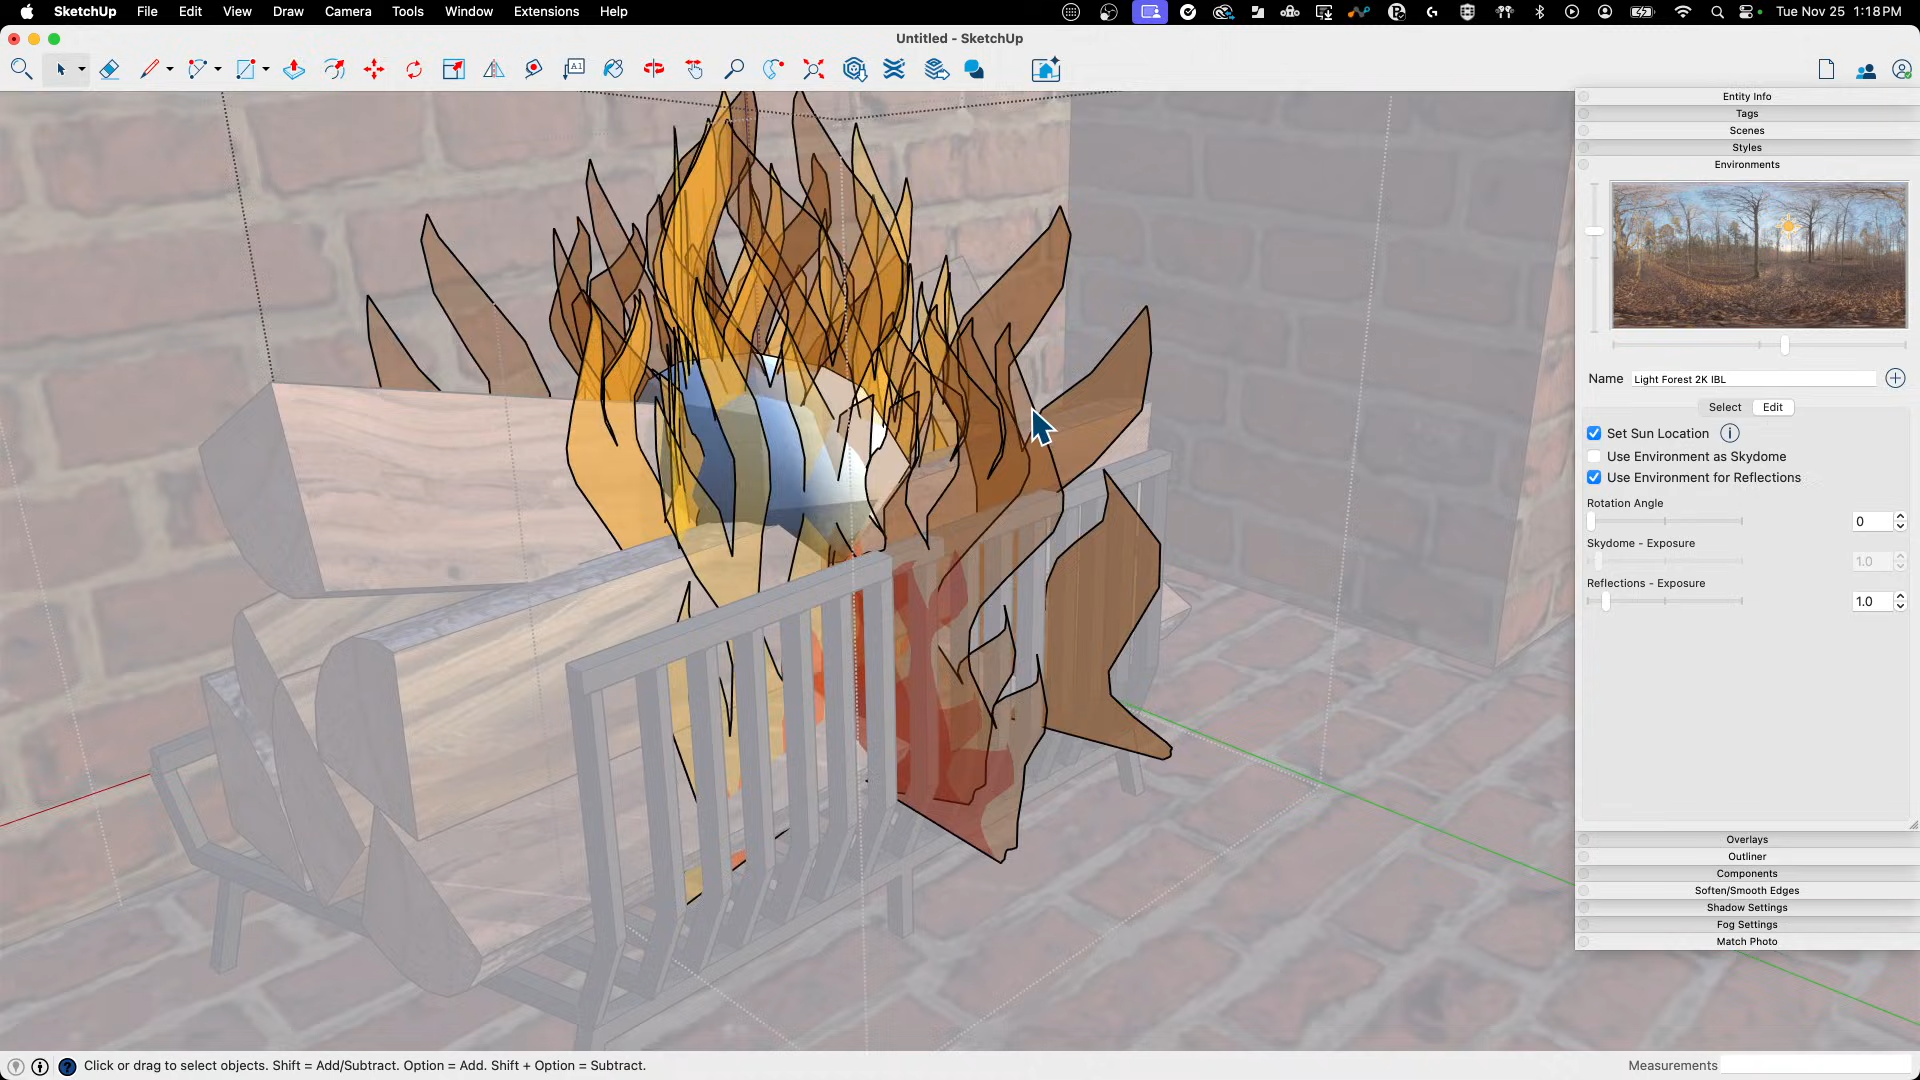 SketchUp File Edit View Draw Camera Tools Window Extensions Help Tue Nov 25 1:18 PM
Untitled - SketchUp
A1
Entity Info
Tags
Scenes
Styles
Environments
Name Light Forest 2K IBL
Select Edit
Set Sun Location
Use Environment as Skydome
Use Environment for Reflections
Rotation Angle
0
Skydome - Exposure
1.0
Reflections - Exposure
1.0
Overlays
Outliner
Components
Soften/Smooth Edges
Shadow Settings
Fog Settings
Match Photo
Click or drag to select objects. Shift = Add/Subtract. Option = Add. Shift + Option = Subtract. Measurements